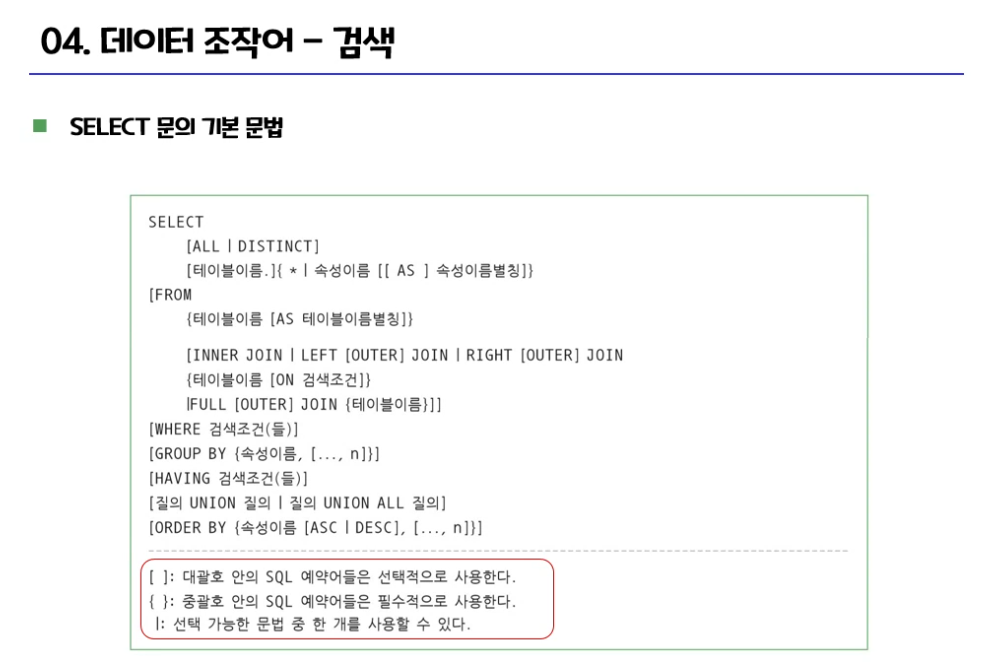 04. 데이터 조작어 – 검색
SELECT 문의 기본 문법
SELECT
[ALL | DISTINCT]
[테이블이름.]{ * | 속성이름 [[ AS ] 속성이름별칭]}
[FROM
{테이블이름 [AS 테이블이름별칭]}
[INNER JOIN | LEFT [OUTER] JOIN | RIGHT [OUTER] JOIN
{테이블이름 [ON 검색조건]}
|FULL [OUTER] JOIN {테이블이름}]]
[WHERE 검색조건(들)]
[GROUP BY {속성이름, [..., n]}]
[HAVING 검색조건(들)]
[질의 UNION 질의 | 질의 UNION ALL 질의]
[ORDER BY {속성이름 [ASC | DESC], [..., n]}]
[ ]: 대괄호 안의 SQL 예약어들은 선택적으로 사용한다.
{ }: 중괄호 안의 SQL 예약어들은 필수적으로 사용한다.
|: 선택 가능한 문법 중 한 개를 사용할 수 있다.